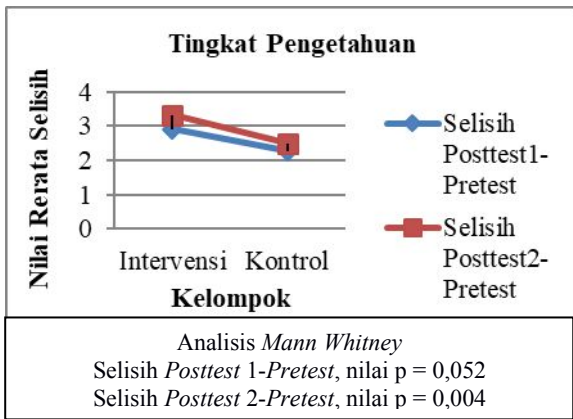 Tingkat Pengetahuan
Nilai Rerata Selisih
4
3
2
1
0
Intervensi Kontrol
Kelompok
Selisih
Posttest1-
Pretest
Selisih
Posttest2-
Pretest
Analisis Mann Whitney
Selisih Posttest 1-Pretest, nilai p = 0,052
Selisih Posttest 2-Pretest, nilai p = 0,004